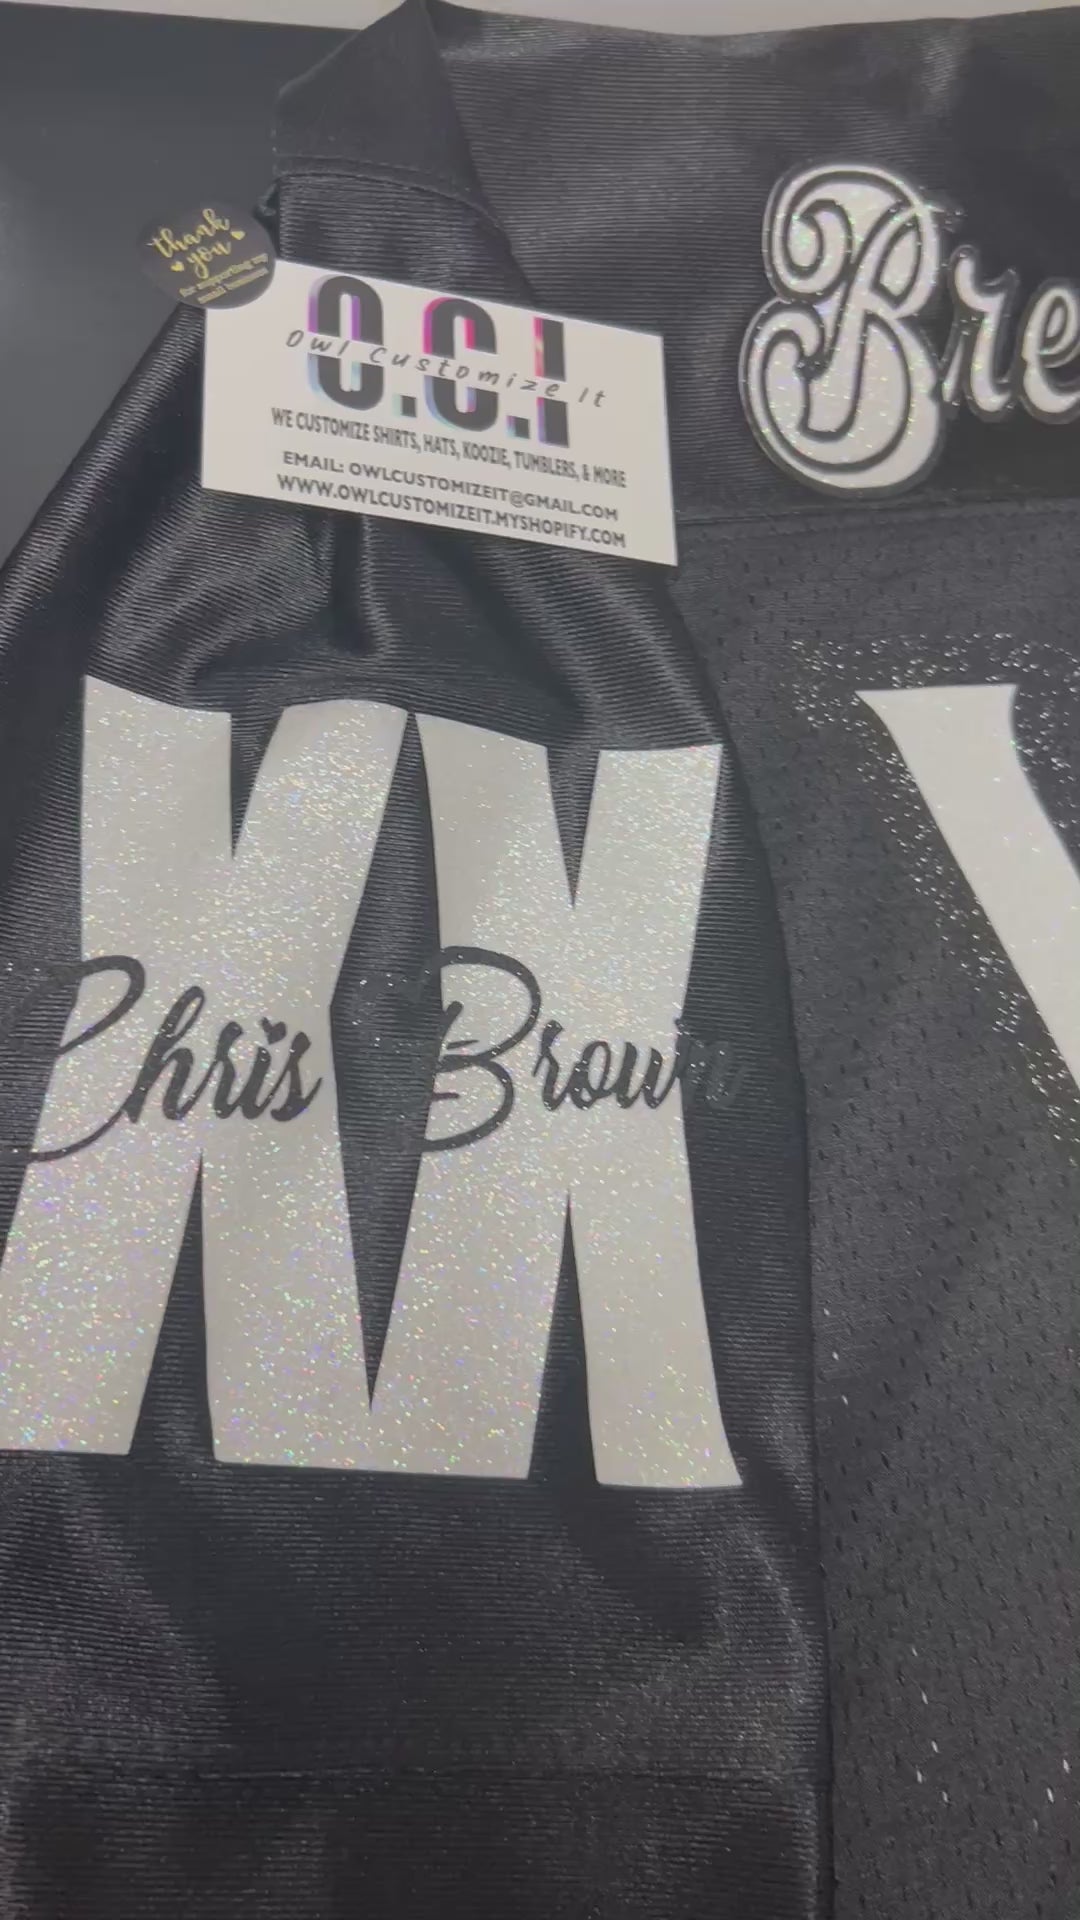 thank
you
for supporting my
small business
O.C.I
Owl Customize It
WE CUSTOMIZE SHIRTS, HATS, KOOZIE, TUMBLERS, & MORE
EMAIL: OWLCUSTOMIZEIT@GMAIL.COM
WWW.OWLCUSTOMIZEIT.MYSHOPIFY.COM
Bre
XX
Chris Brown